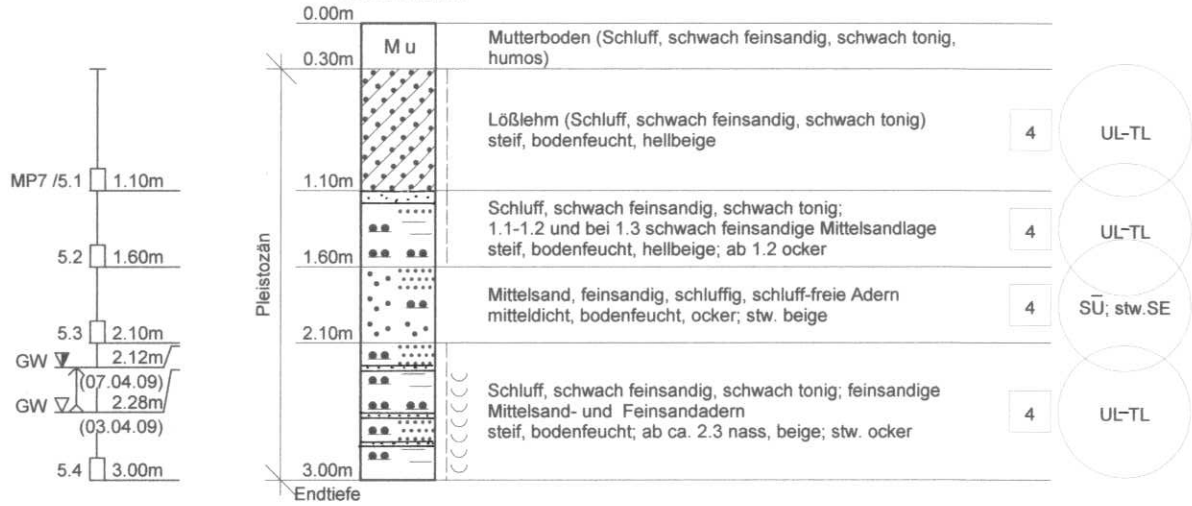 0.00m
Mu
Mutterboden (Schluff, schwach feinsandig, schwach tonig,
humos)
0.30m
Lößlehm (Schluff, schwach feinsandig, schwach tonig)
steif, bodenfeucht, hellbeige
4
UL-TL
MP7 /5.1
1.10m
1.10m
Schluff, schwach feinsandig, schwach tonig;
1.1-1.2 und bei 1.3 schwach feinsandige Mittelsandlage
steif, bodenfeucht, hellbeige; ab 1.2 ocker
4
UL-TL
5.2
1.60m
1.60m
Pleistozän
Mittelsand, feinsandig, schluffig, schluff-freie Adern
mitteldicht, bodenfeucht, ocker; stw. beige
4
SŪ; stw.SE
5.3
2.10m
2.10m
GW
2.12m
(07.04.09)
GW
2.28m
(03.04.09)
Schluff, schwach feinsandig, schwach tonig; feinsandige
Mittelsand- und Feinsandadern
steif, bodenfeucht; ab ca. 2.3 nass, beige; stw. ocker
4
UL-TL
5.4
3.00m
3.00m
Endtiefe